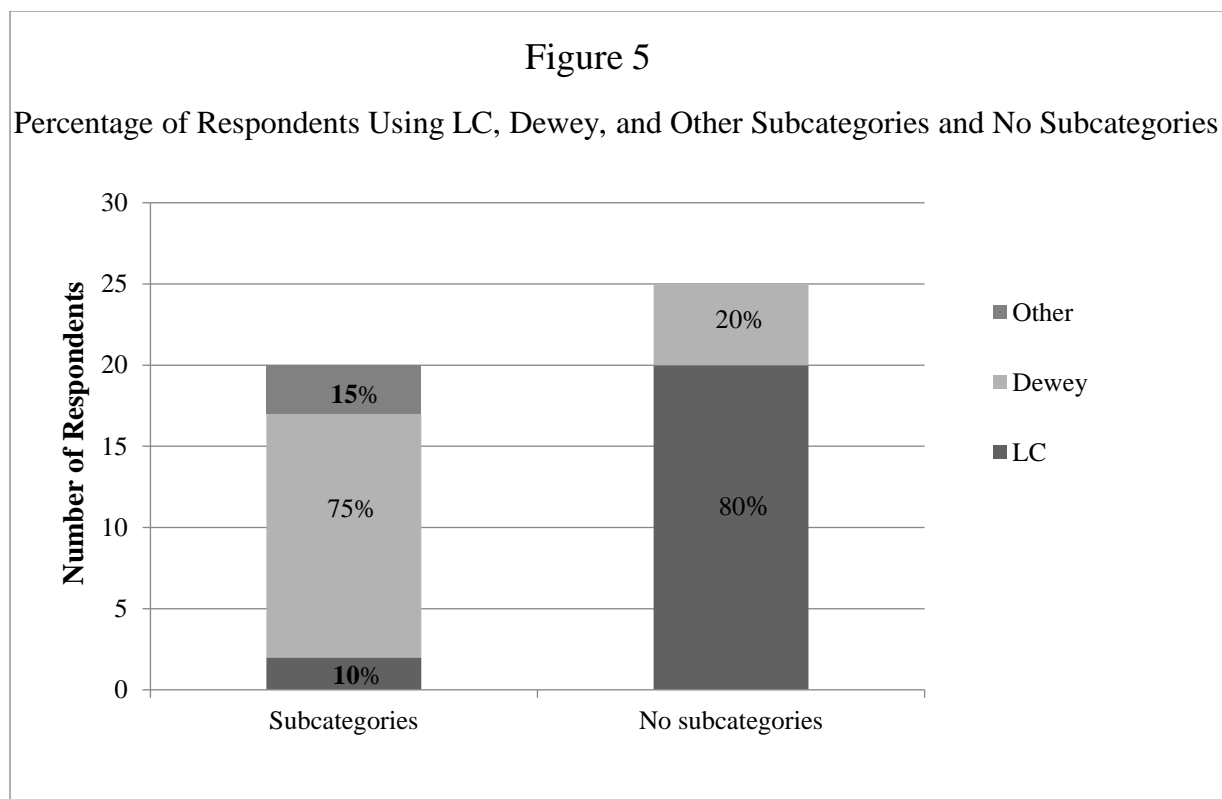 Figure 5
Percentage of Respondents Using LC, Dewey, and Other Subcategories and No Subcategories
Number of Respondents
30
25
20
15
10
5
0
15%
75%
10%
20%
80%
Subcategories
No subcategories
Other
Dewey
LC